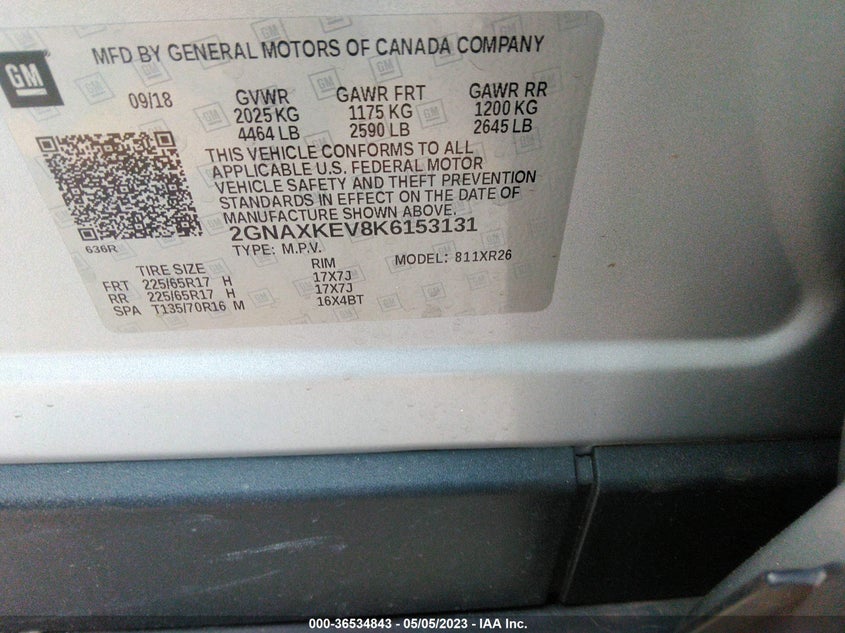 MFD BY GENERAL MOTORS OF CANADA COMPANY
GM
09/18 GVWR GAWR FRT GAWR RR
2025 KG 1175 KG 1200 KG
4464 LB 2590 LB 2645 LB
THIS VEHICLE CONFORMS TO ALL
APPLICABLE U.S. FEDERAL MOTOR
VEHICLE SAFETY AND THEFT PREVENTION
STANDARDS IN EFFECT ON THE DATE OF
MANUFACTURE SHOWN ABOVE.
2GNAXKEV8K6153131
636R
TYPE: M.P.V. MODEL: 811XR26
TIRE SIZE RIM
FRT 225/65R17 H 17X7J
RR 225/65R17 H 17X7J
SPA T135/70R16 M 16X4BT
000-36534843 - 05/05/2023 - IAA Inc.